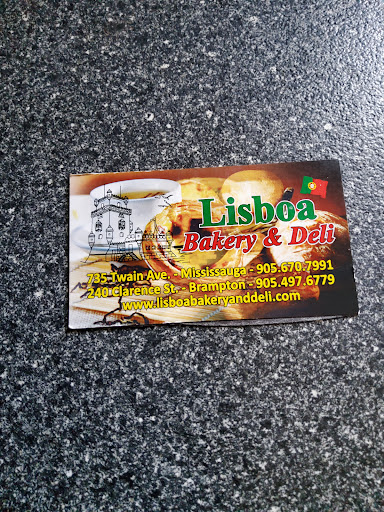 Lisboa
Bakery & Deli
735 Twain Ave. - Mississauga - 905.670.7991
240 Clarence St. - Brampton - 905.497.6779
www.lisboabakeryanddeli.com